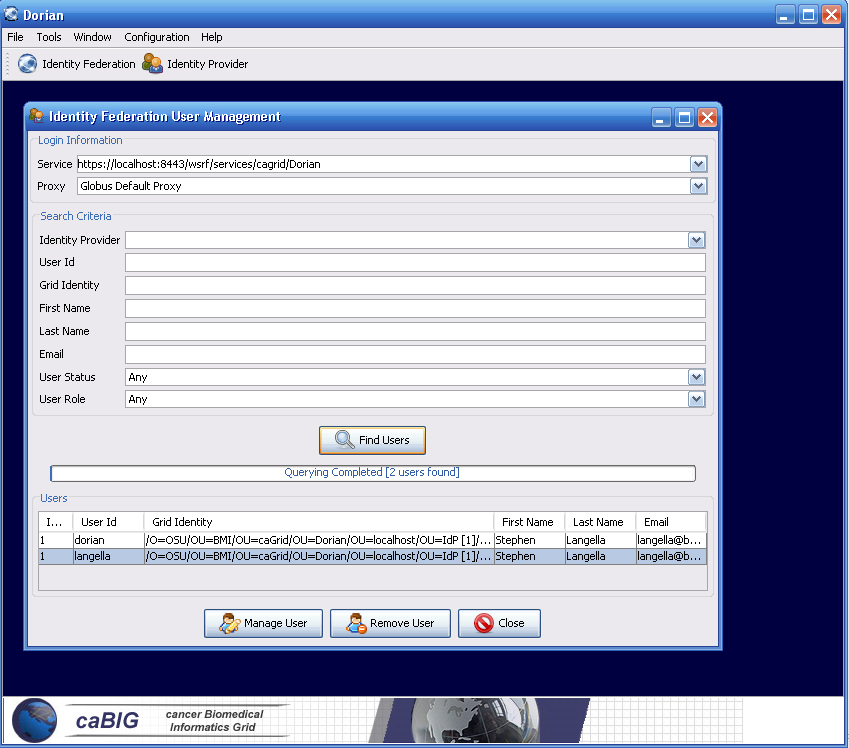 Dorian
File Tools Window Configuration Help
Identity Federation Identity Provider
Identity Federation User Management
Login Information
Service https://localhost:8443/wsrf/services/cagrid/Dorian
Proxy Globus Default Proxy
Search Criteria
Identity Provider
User Id
Grid Identity
First Name
Last Name
Email
User Status Any
User Role Any
Find Users
Querying Completed [2 users found]
Users
I... User Id Grid Identity First Name Last Name Email
1 dorian /O=OSU/OU=BMI/OU=caGrid/OU=Dorian/OU=localhost/OU=IdP [1]/... Stephen Langella langella@b...
1 langella /O=OSU/OU=BMI/OU=caGrid/OU=Dorian/OU=localhost/OU=IdP [1]/... Stephen Langella langella@b...
Manage User Remove User Close
caBIG cancer Biomedical
Informatics Grid